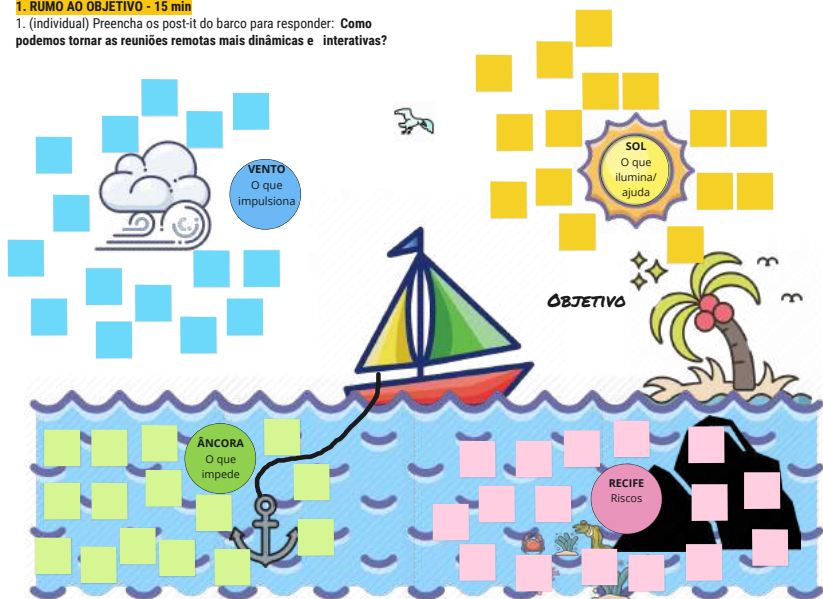 1. RUMO AO OBJETIVO - 15 min
1. (individual) Preencha os post-it do barco para responder: Como
podemos tornar as reuniões remotas mais dinâmicas e interativas?
VENTO
O que
impulsiona
SOL
O que
ilumina/
ajuda
OBJETIVO
ÂNCORA
O que
impede
RECIFE
Riscos